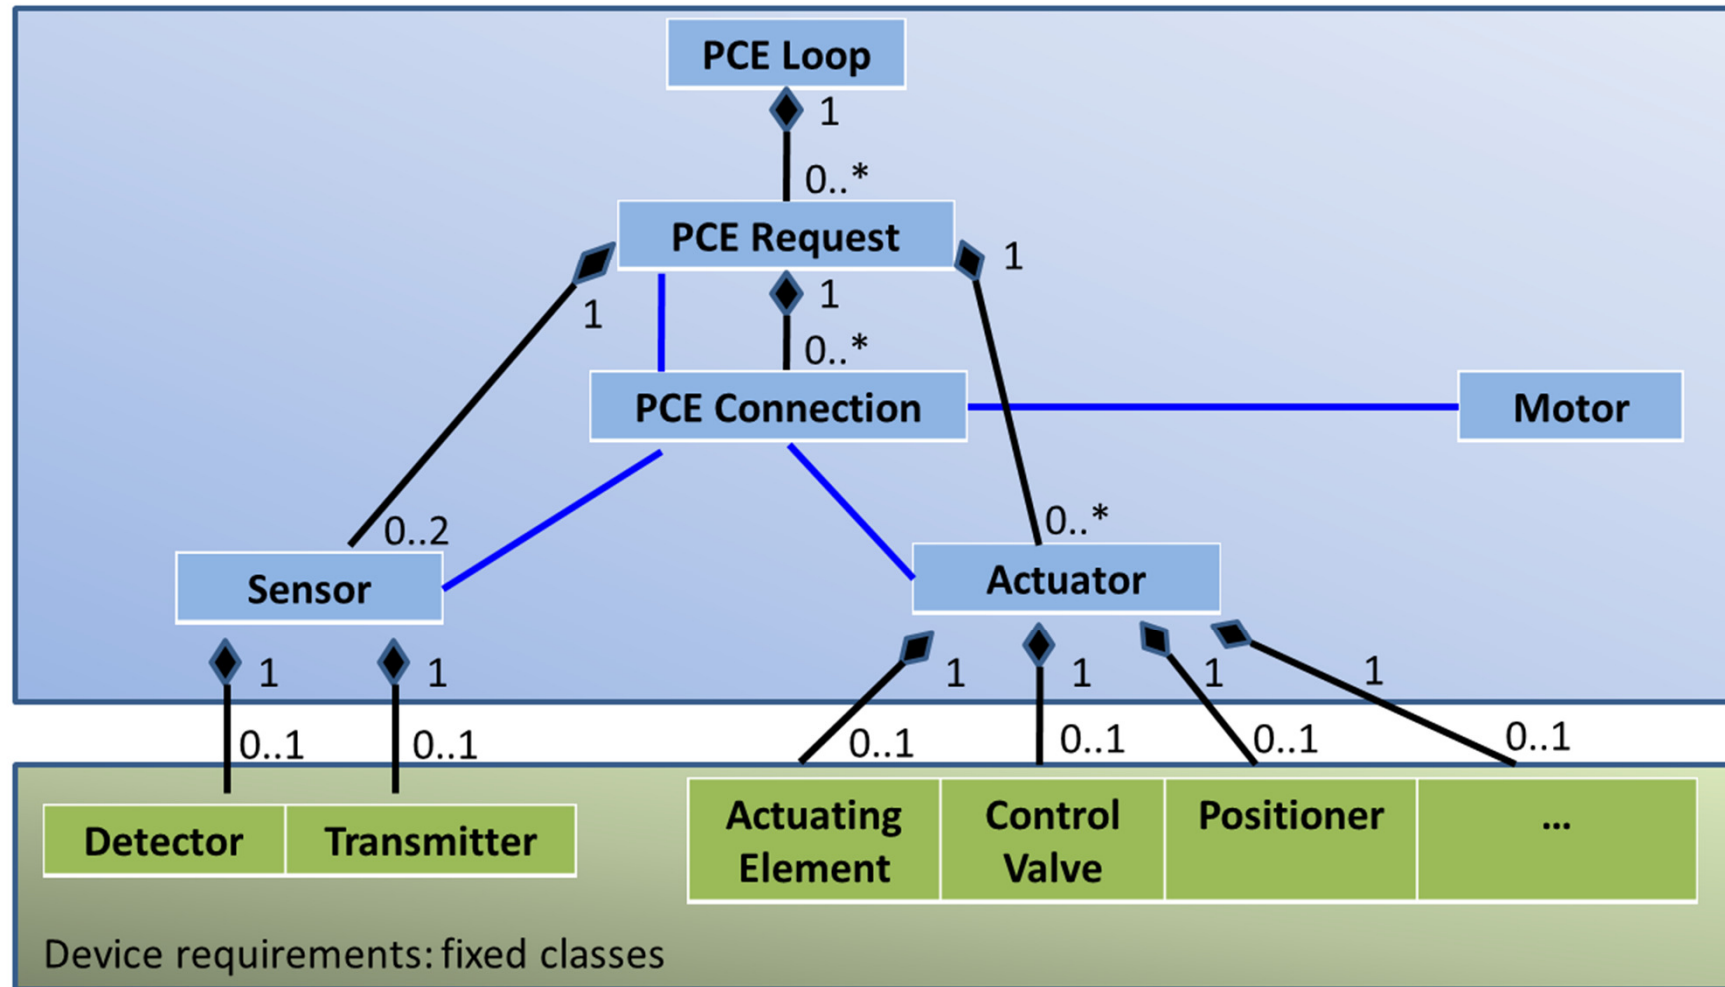 PCE Loop
1
0..*
PCE Request
1
1
1
0..*
PCE Connection
Motor
0..2
0..*
Sensor
Actuator
1
1
1
1
1
1
0..1
0..1
0..1
0..1
0..1
0..1
Detector
Transmitter
Actuating
Element
Control
Valve
Positioner
...
Device requirements: fixed classes